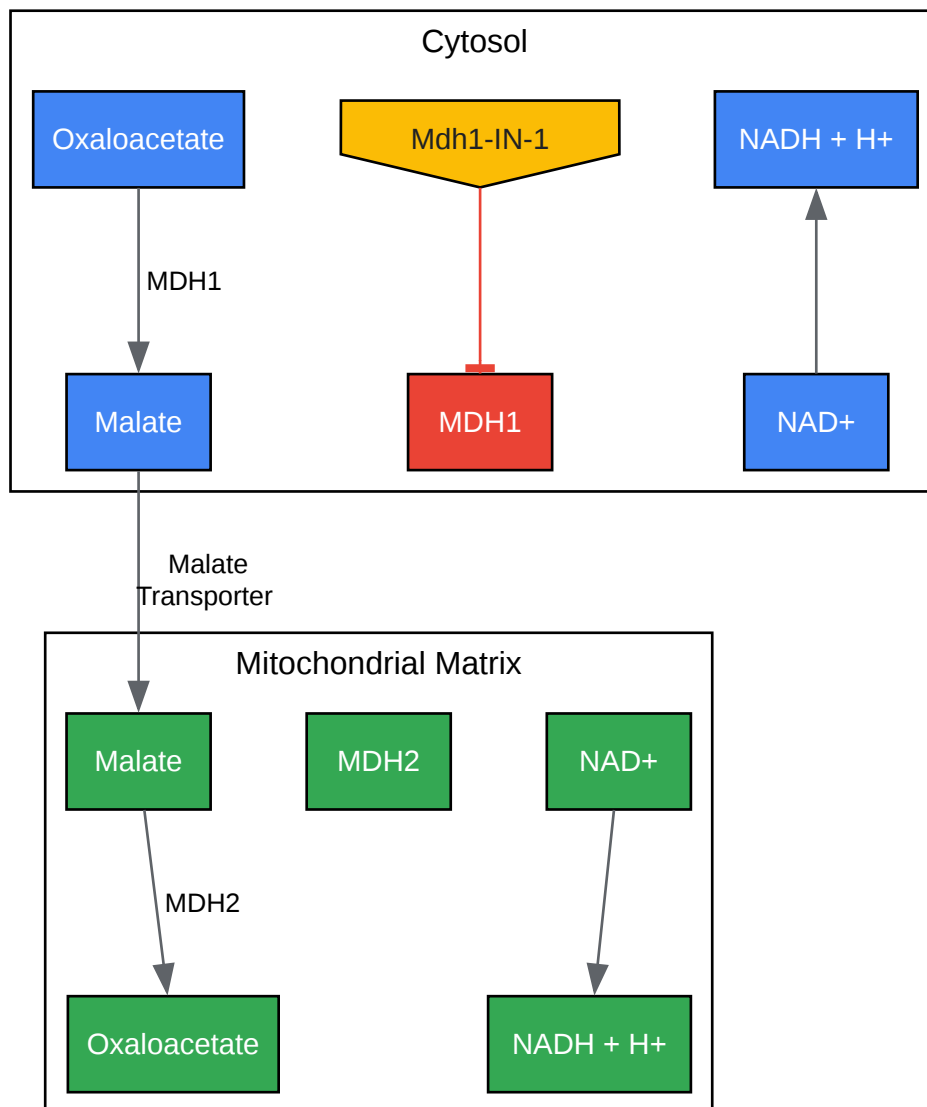 Cytosol
Oxaloacetate
Mdh1-IN-1
NADH + H+
MDH1
Malate
MDH1
NAD+
Malate
Transporter
Mitochondrial Matrix
Malate
MDH2
NAD+
MDH2
Oxaloacetate
NADH + H+